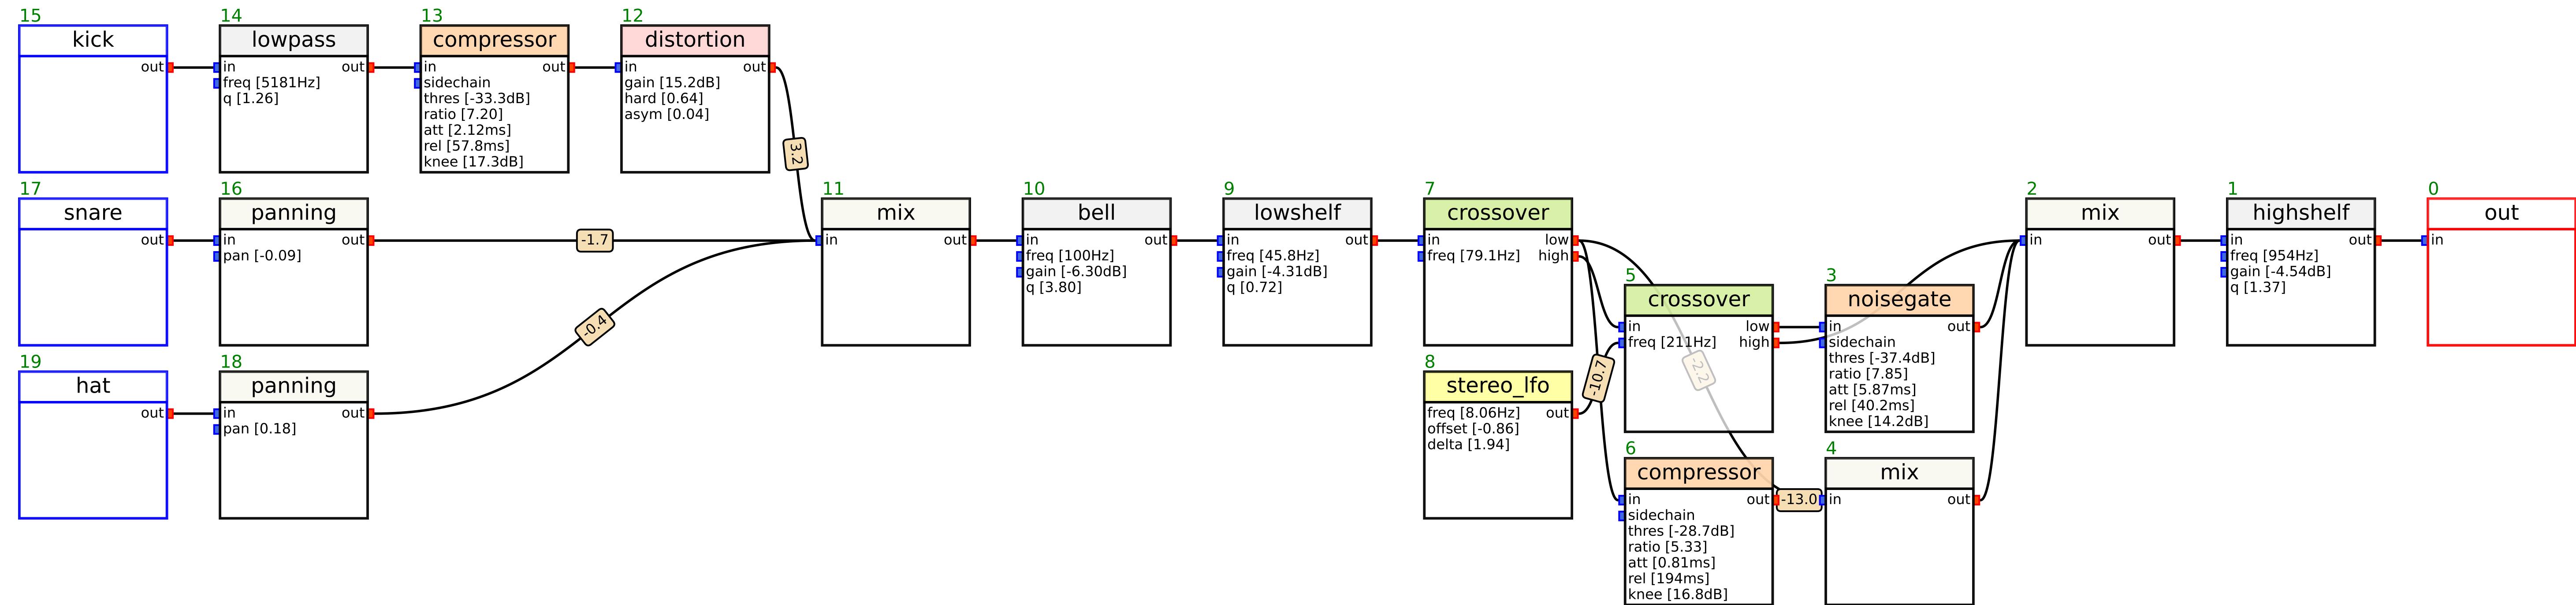 15
kick
out
14
lowpass
in out
freq [5181Hz]
q [1.26]
13
compressor
in out
sidechain
thres [-33.3dB]
ratio [7.20]
att [2.12ms]
rel [57.8ms]
knee [17.3dB]
12
distortion
in out
gain [15.2dB]
hard [0.64]
asym [0.04]
3.2
17
snare
out
16
panning
in out
pan [-0.09]
-1.7
19
hat
out
18
panning
in out
pan [0.18]
-0.4
11
mix
in out
10
bell
in out
freq [100Hz]
gain [-6.30dB]
q [3.80]
9
lowshelf
in out
freq [45.8Hz]
gain [-4.31dB]
q [0.72]
7
crossover
in low
freq [79.1Hz] high
8
stereo_lfo
freq [8.06Hz] out
offset [-0.86]
delta [1.94]
-10.7
5
crossover
in low
freq [211Hz] high
-2.2
6
compressor
in out
sidechain
thres [-28.7dB]
ratio [5.33]
att [0.81ms]
rel [194ms]
knee [16.8dB]
-13.0
3
noisegate
in out
sidechain
thres [-37.4dB]
ratio [7.85]
att [5.87ms]
rel [40.2ms]
knee [14.2dB]
4
mix
in out
2
mix
in out
1
highshelf
in out
freq [954Hz]
gain [-4.54dB]
q [1.37]
0
out
in